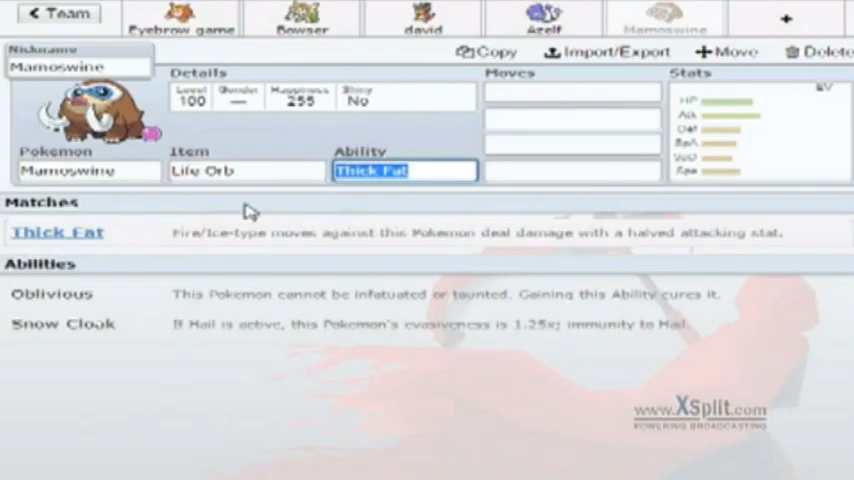 < Team
Eyebrow game
Bowser
david
Azelf
Mamoswine
+
Copy
Import/Export
Move
Delete
Nickname
Mamoswine
Details
Level
100
Gender
—
Happiness
255
Shiny
No
Moves
Stats
EV
HP
Atk
Def
SpA
SpD
Spe
Pokemon
Mamoswine
Item
Life Orb
Ability
Thick Fat
Matches
Thick Fat
Fire/Ice-type moves against this Pokemon deal damage with a halved attacking stat.
Abilities
Oblivious
This Pokemon cannot be infatuated or taunted. Gaining this Ability cures it.
Snow Cloak
If Hail is active, this Pokemon's evasiveness is 1.25x; immunity to Hail.
www.XSplit.com
POWERING BROADCASTING